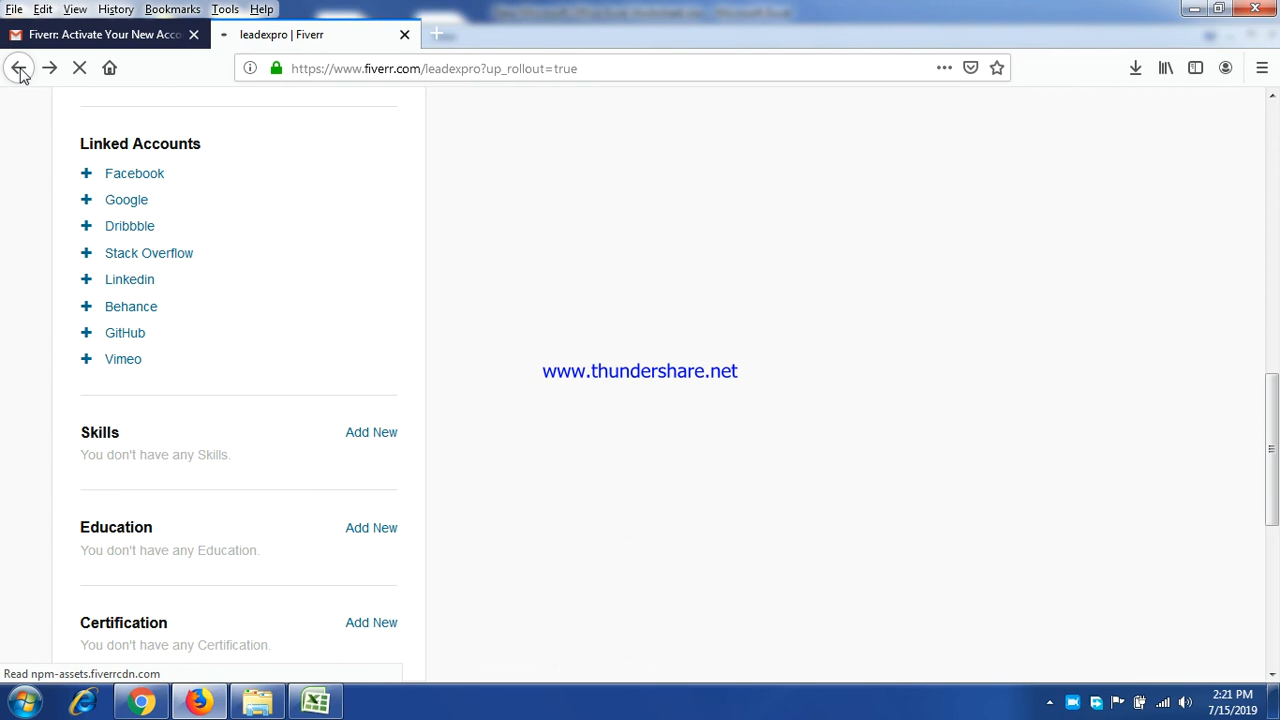 File Edit View History Bookmarks Tools Help
Fiverr: Activate Your New Acco
leadexpro | Fiverr
https://www.fiverr.com/leadexpro?up_rollout=true
Linked Accounts
Facebook
Google
Dribbble
Stack Overflow
Linkedin
Behance
GitHub
Vimeo
www.thundershare.net
Skills Add New
You don't have any Skills.
Education Add New
You don't have any Education.
Certification Add New
You don't have any Certification.
Read npm-assets.fiverrcdn.com
2:21 PM
7/15/2019